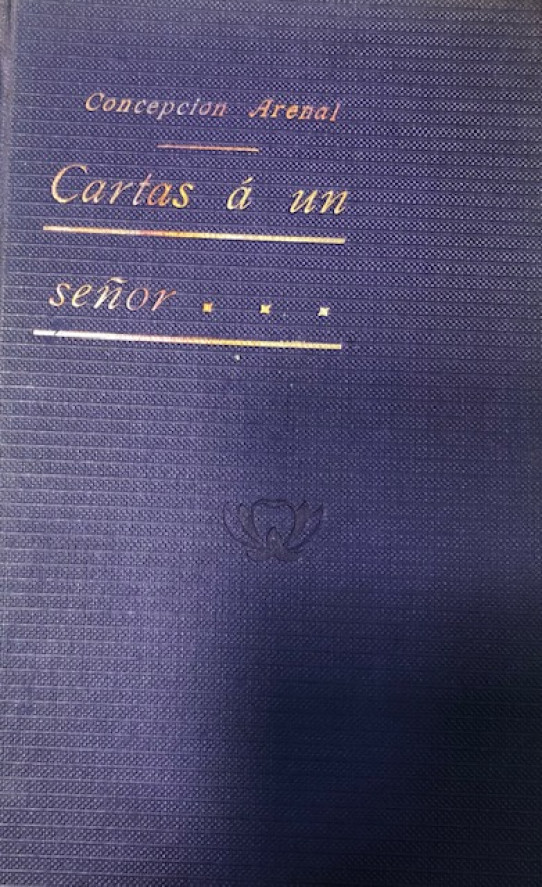 Concepcion Arenal
Cartas á un
señor . . .